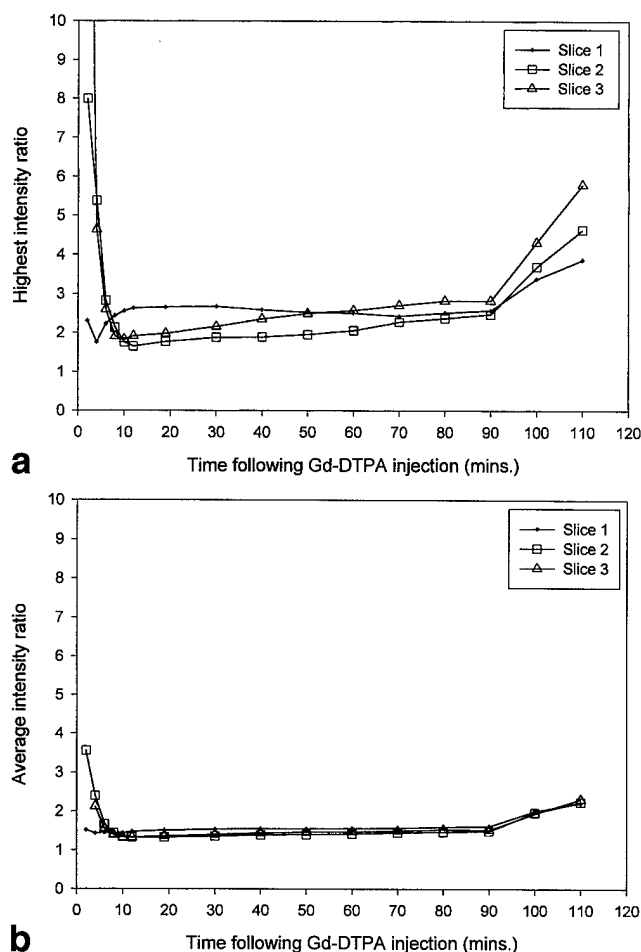 10
9
8
7
6
5
4
3
2
1
0
Highest intensity ratio
Slice 1
Slice 2
Slice 3
0 10 20 30 40 50 60 70 80 90 100 110 120
Time following Gd-DTPA injection (mins.)
a
10
9
8
7
6
5
4
3
2
1
0
Average intensity ratio
Slice 1
Slice 2
Slice 3
0 10 20 30 40 50 60 70 80 90 100 110 120
Time following Gd-DTPA injection (mins.)
b